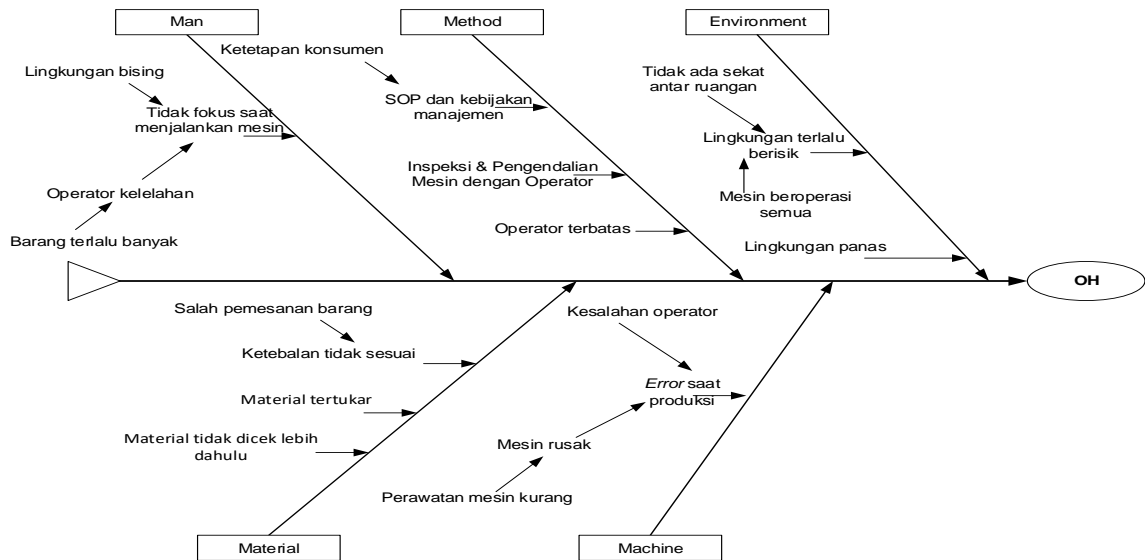 Man
Method
Environment
Ketetapan konsumen
Lingkungan bising
Tidak ada sekat
antar ruangan
SOP dan kebijakan
manajemen
Tidak fokus saat
menjalankan mesin
Lingkungan terlalu
berisik
Inspeksi & Pengendalian
Mesin dengan Operator
Operator kelelahan
Mesin beroperasi
semua
Operator terbatas
Barang terlalu banyak
Lingkungan panas
OH
Salah pemesanan barang
Kesalahan operator
Ketebalan tidak sesuai
Error saat
produksi
Material tertukar
Material tidak dicek lebih
dahulu
Mesin rusak
Perawatan mesin kurang
Material
Machine